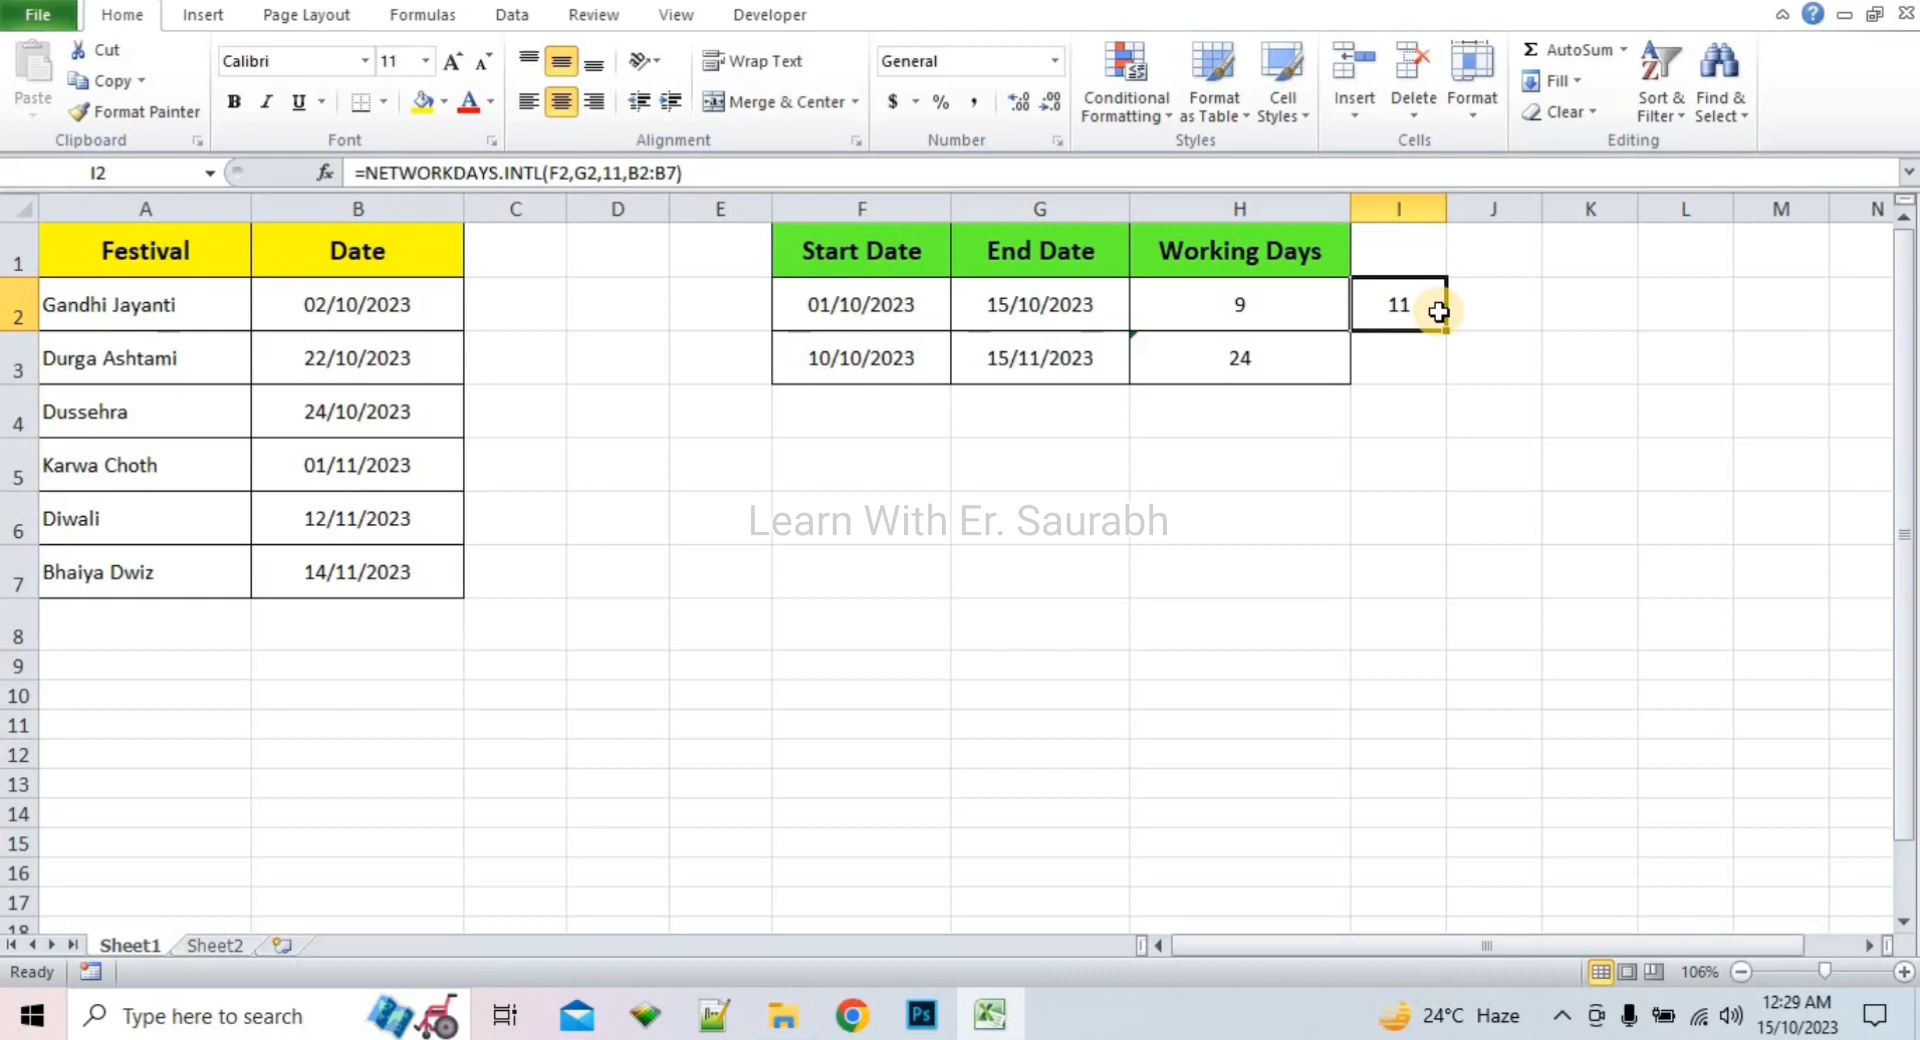 File Home Insert Page Layout Formulas Data Review View Developer
Paste
Cut
Copy
Format Painter
Clipboard
Calibri 11
B I U
Font
Wrap Text
Merge & Center
Alignment
General
$ % ,
Number
Conditional Formatting
Format as Table
Cell Styles
Styles
Insert Delete Format
Cells
Σ AutoSum
Fill
Clear
Sort & Filter
Find & Select
Editing
I2 fx =NETWORKDAYS.INTL(F2,G2,11,B2:B7)
A B C D E F G H I J K L M N
1 Festival Date Start Date End Date Working Days
2 Gandhi Jayanti 02/10/2023 01/10/2023 15/10/2023 9 11
3 Durga Ashtami 22/10/2023 10/10/2023 15/11/2023 24
4 Dussehra 24/10/2023
5 Karwa Choth 01/11/2023
6 Diwali 12/11/2023
7 Bhaiya Dwiz 14/11/2023
Learn With Er. Saurabh
8
9
10
11
12
13
14
15
16
17
18
Sheet1 Sheet2
Ready 106%
Type here to search Ps 24°C Haze 12:29 AM
15/10/2023